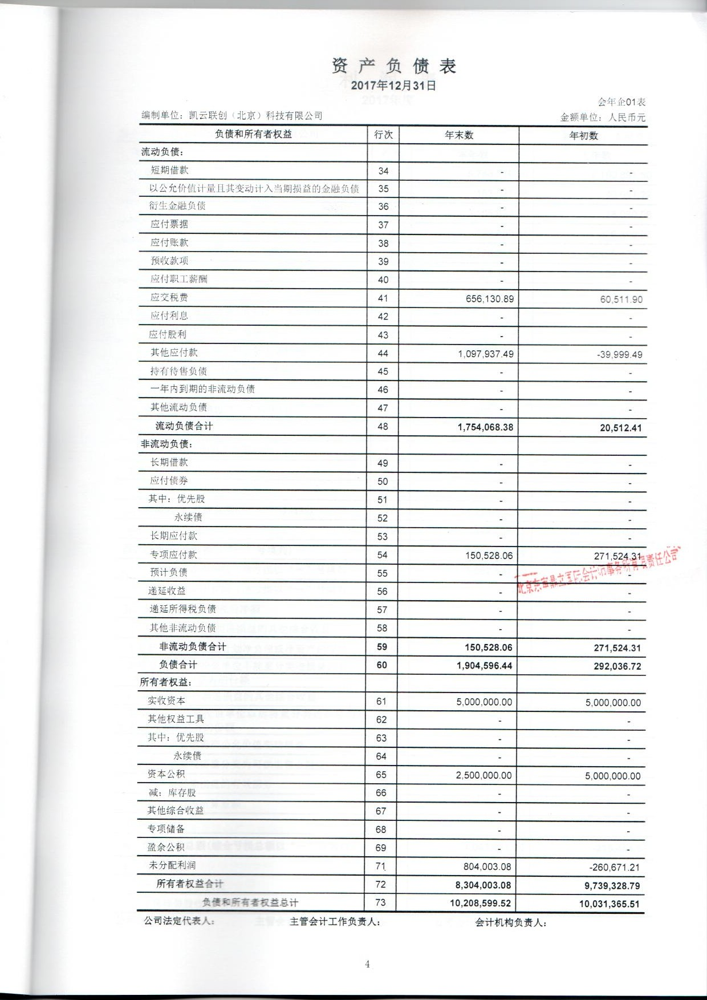 资产负债表
2017年12月31日
会年企01表
编制单位：凯云联创（北京）科技有限公司 金额单位：人民币元
负债和所有者权益 行次 年末数 年初数
流动负债：
短期借款 34 - -
以公允价值计量且其变动计入当期损益的金融负债 35 - -
衍生金融负债 36 - -
应付票据 37 - -
应付账款 38 - -
预收款项 39 - -
应付职工薪酬 40 - -
应交税费 41 656,130.89 60,511.90
应付利息 42 - -
应付股利 43 - -
其他应付款 44 1,097,937.49 -39,999.49
持有待售负债 45 - -
一年内到期的非流动负债 46 - -
其他流动负债 47 - -
流动负债合计 48 1,754,068.38 20,512.41
非流动负债：
长期借款 49 - -
应付债券 50 - -
其中：优先股 51 - -
永续债 52 - -
长期应付款 53 - -
专项应付款 54 150,528.06 271,524.31
预计负债 55 - -
北京东审鼎立国际会计师事务所有限责任公司
递延收益 56 - -
递延所得税负债 57 - -
其他非流动负债 58 - -
非流动负债合计 59 150,528.06 271,524.31
负债合计 60 1,904,596.44 292,036.72
所有者权益：
实收资本 61 5,000,000.00 5,000,000.00
其他权益工具 62 - -
其中：优先股 63 - -
永续债 64 - -
资本公积 65 2,500,000.00 5,000,000.00
减：库存股 66 - -
其他综合收益 67 - -
专项储备 68 - -
盈余公积 69 - -
未分配利润 71 804,003.08 -260,671.21
所有者权益合计 72 8,304,003.08 9,739,328.79
负债和所有者权益总计 73 10,208,599.52 10,031,365.51
公司法定代表人： 主管会计工作负责人： 会计机构负责人：
4